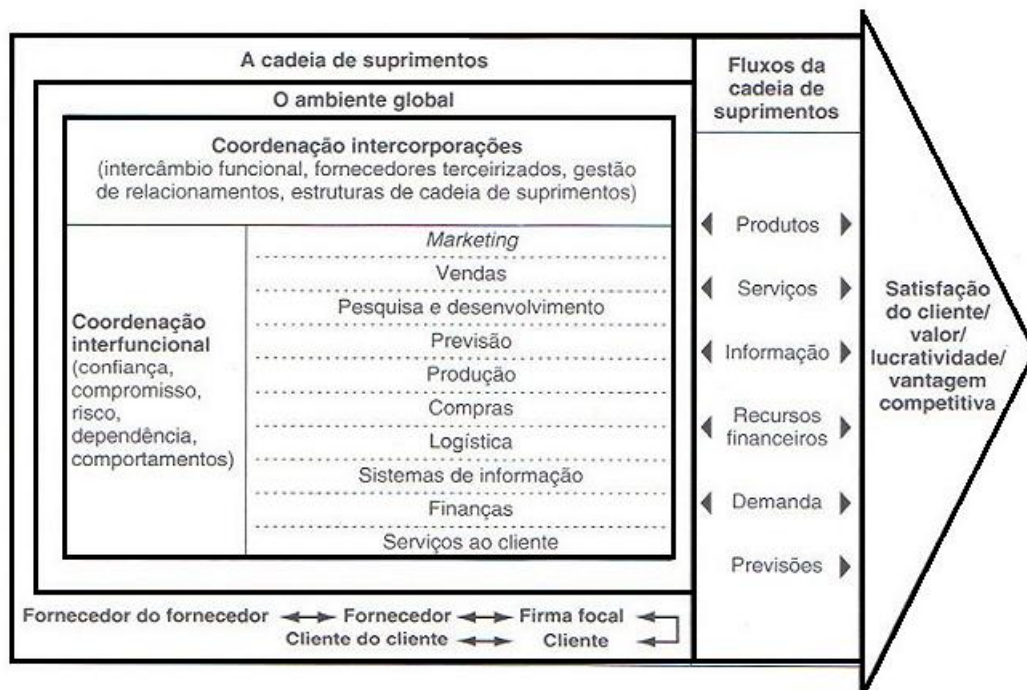 A cadeia de suprimentos
O ambiente global
Coordenação intercorporações
(intercâmbio funcional, fornecedores terceirizados, gestão
de relacionamentos, estruturas de cadeia de suprimentos)
Coordenação
interfuncional
(confiança,
compromisso,
risco,
dependência,
comportamentos)
Marketing
Vendas
Pesquisa e desenvolvimento
Previsão
Produção
Compras
Logística
Sistemas de informação
Finanças
Serviços ao cliente
Fornecedor do fornecedor Fornecedor Firma focal
Cliente do cliente Cliente
Fluxos da
cadeia de
suprimentos
Produtos
Serviços
Informação
Recursos
financeiros
Demanda
Previsões
Satisfação
do cliente/
valor/
lucratividade/
vantagem
competitiva